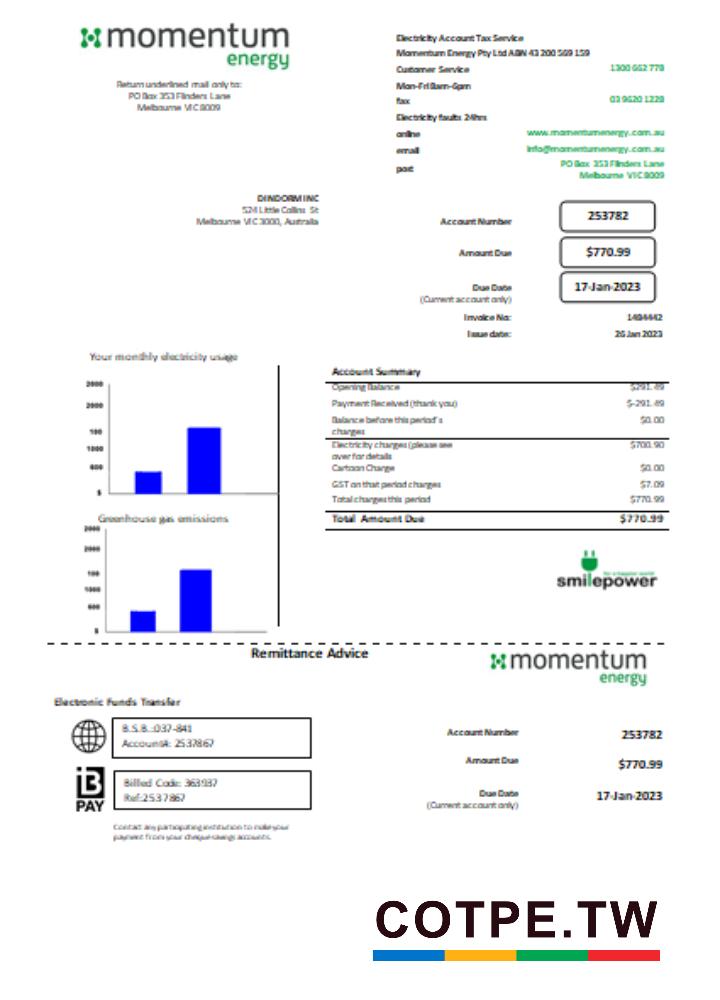 momentum
energy
Return underlined mail only to:
PO Box 353 Flinders Lane
Melbourne VIC 8009
Electricity Account Tax Service
Momentum Energy Pty Ltd ABN 43 200 569 159
Customer Service 1300 662 778
Mon-Fri 8am-6pm
fax 03 9620 1228
Electricity faults 24hrs
online www.momentumenergy.com.au
email info@momentumenergy.com.au
post PO Box 353 Flinders Lane
Melbourne VIC 8009
DINDORM INC
524 Little Collins St
Melbourne VIC 3000, Australia
Account Number 253782
Amount Due $770.99
Due Date 17-Jan-2023
(Current account only)
Invoice No: 1484442
Issue date: 26 Jan 2023
Your monthly electricity usage
2000
2000
100
1000
600
$
Greenhouse gas emissions
2000
2000
100
1000
600
$
Account Summary
Opening Balance $291.49
Payment Received (thank you) $-291.49
Balance before this period's $0.00
charges
Electricity charges (please see $700.90
over for details
Cartoon Charge $0.00
GST on that period charges $7.09
Total charges this period $770.99
Total Amount Due $770.99
smilepower
Remittance Advice
momentum
energy
Electronic Funds Transfer
B.S.B.:037-841
Account#: 2537867
B
PAY
Billed Code: 363937
Ref:2537867
Contact any participating institution to make your
payment from your cheque savings accounts.
Account Number 253782
Amount Due $770.99
Due Date 17-Jan-2023
(Current account only)
COTPE.TW